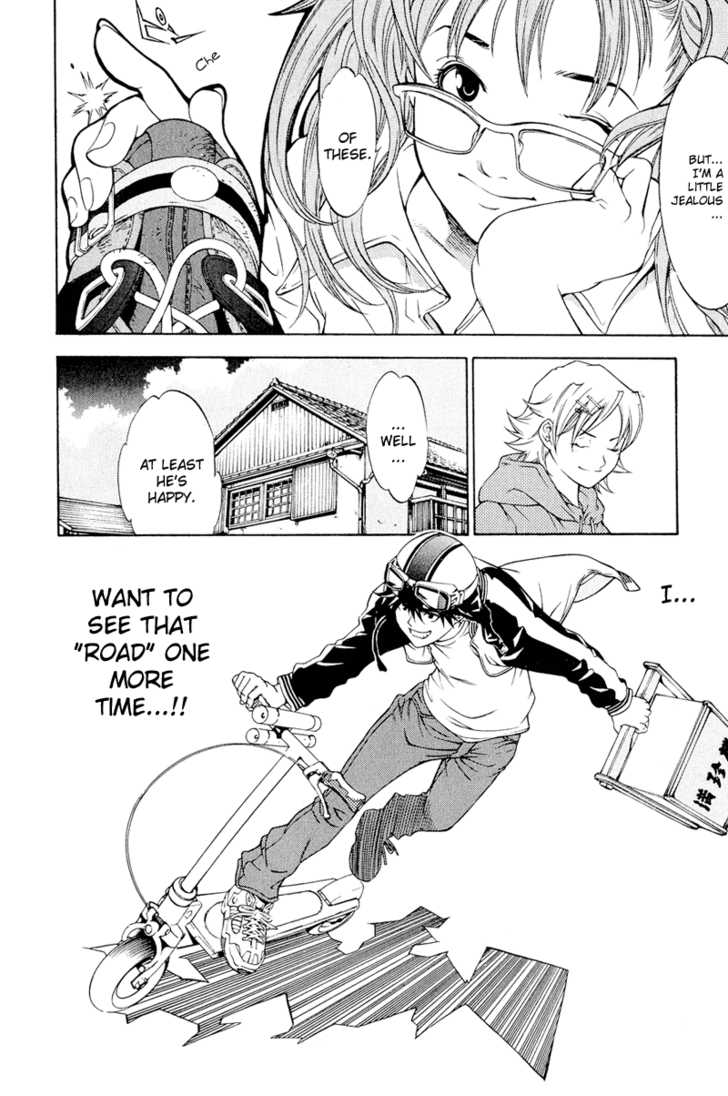 BUT...
I'M A
LITTLE
JEALOUS
...
OF
THESE.
Che
...
WELL
...
AT LEAST
HE'S
HAPPY.
I...
WANT TO
SEE THAT
"ROAD" ONE
MORE
TIME...!!